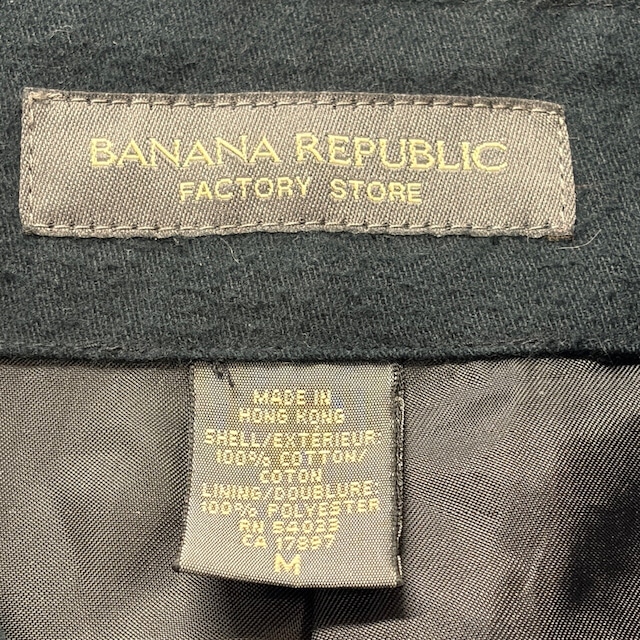 BANANA REPUBLIC
FACTORY STORE
MADE IN
HONG KONG
SHELL/EXTERIEUR:
100% COTTON/
COTON
LINING/DOUBLURE:
100% POLYESTER
RN 54023
CA 17897
M